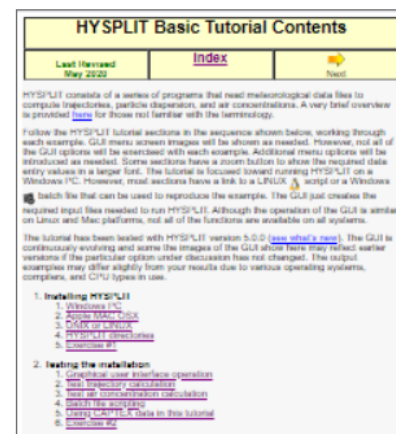 HYSPLIT Basic Tutorial Contents
Last Revised
May 2020
Index
Next
HYSPLIT consists of a series of programs that read meteorological data files to
compute trajectories, particle dispersion, and air concentrations. A very brief overview
is provided here for those not familiar with the terminology.
Follow the HYSPLIT tutorial sections in the sequence shown below, working through
each example. GUI menu screen images will be shown as needed. However, not all of
the GUI options will be exercised with each example. Additional menu options will be
introduced as needed. Some sections have a zoom button to show the required data
entry values in a larger font. The tutorial is focused toward running HYSPLIT on a
Windows PC. However, most sections have a link to a LINUX script or a Windows
batch file that can be used to reproduce the example. The GUI just creates the
required input files needed to run HYSPLIT. Although the operation of the GUI is similar
on Linux and Mac platforms, not all of the functions are available on all systems.
The tutorial has been tested with HYSPLIT version 5.0.0 (see what's new). The GUI is
continuously evolving and some the images of the GUI show here may reflect earlier
versions if the particular option under discussion has not changed. The output
examples may differ slightly from your results due to various operating systems,
compilers, and CPU types in use.
1. Installing HYSPLIT
1. Windows PC
2. Apple MAC OSX
3. UNIX or LINUX
4. HYSPLIT directories
5. Exercise #1
2. Testing the installation
1. Graphical user interface operation
2. Test trajectory calculation
3. Test air concentration calculation
4. Batch file scripting
5. Using CAPTEX data in this tutorial
6. Exercise #2